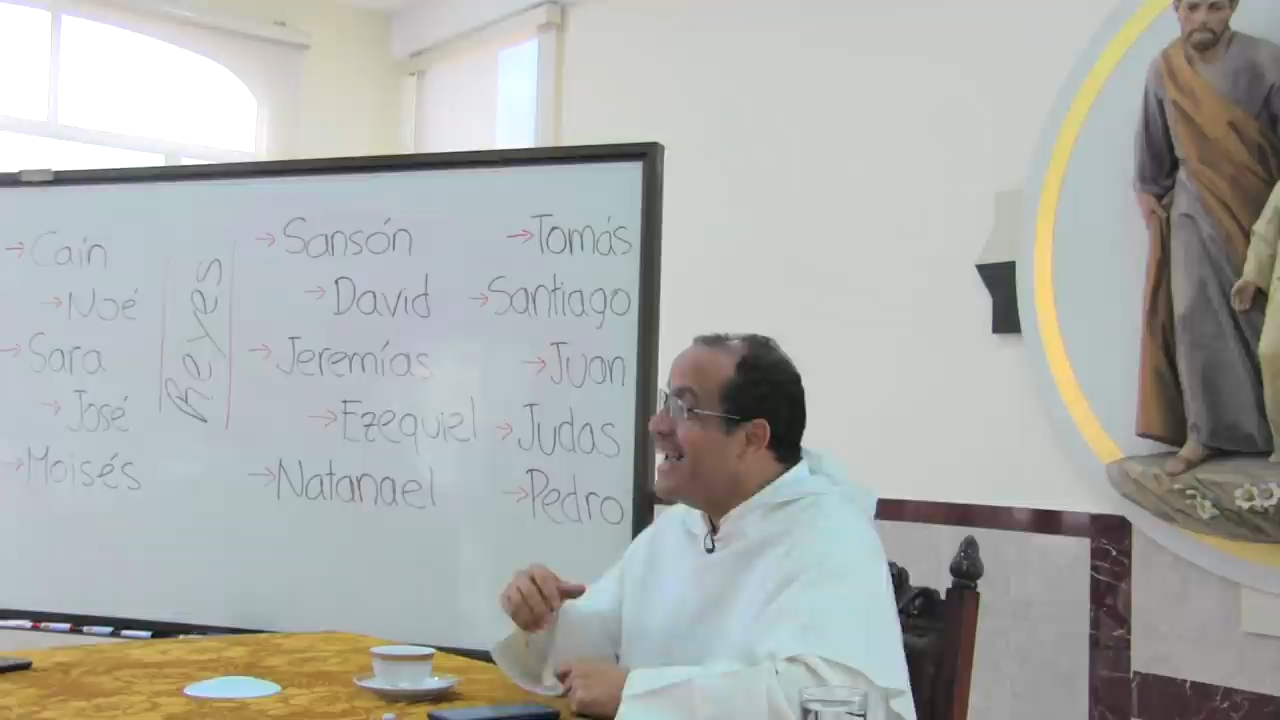 →Caín
→Noé
→Sara
→José
→Moisés
Reyes
→Sansón
→David
→Jeremías
→Ezequiel
→Natanael
→Tomás
→Santiago
→Juan
→Judas
→Pedro